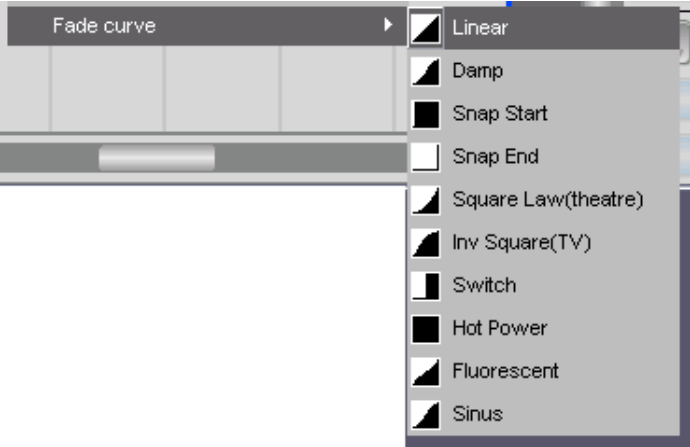 Fade curve
Linear
Damp
Snap Start
Snap End
Square Law(theatre)
Inv Square(TV)
Switch
Hot Power
Fluorescent
Sinus